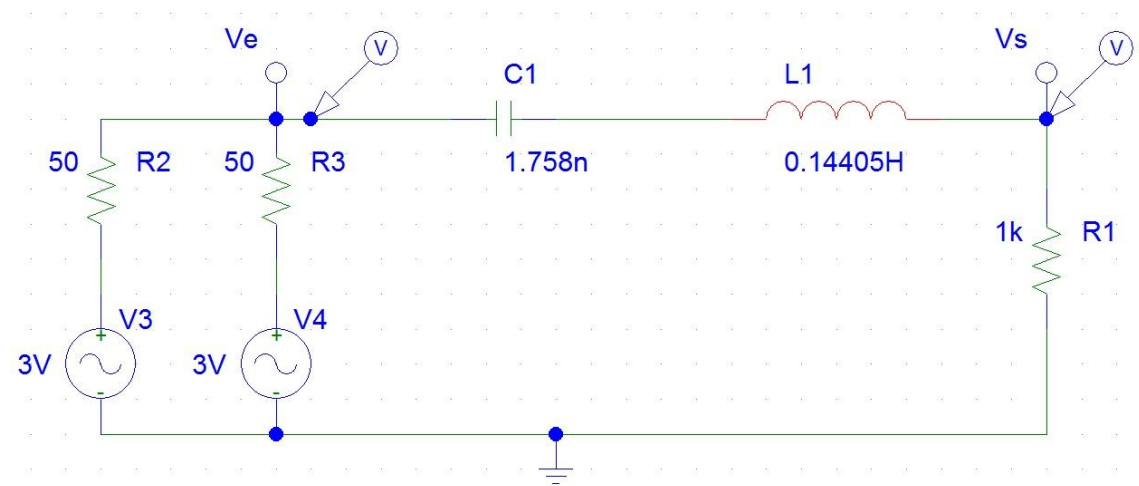 Ve
V
Vs
V
C1
L1
50
R2
50
R3
1.758n
0.14405H
1k
R1
V3
V4
3V
3V
+
+
-
-